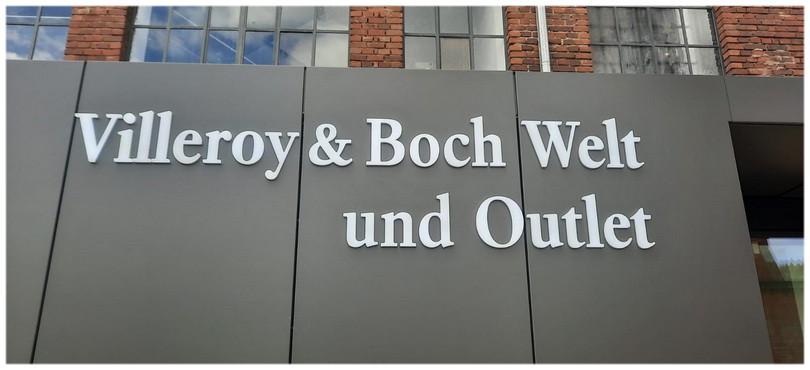 Villeroy & Boch Welt
und Outlet